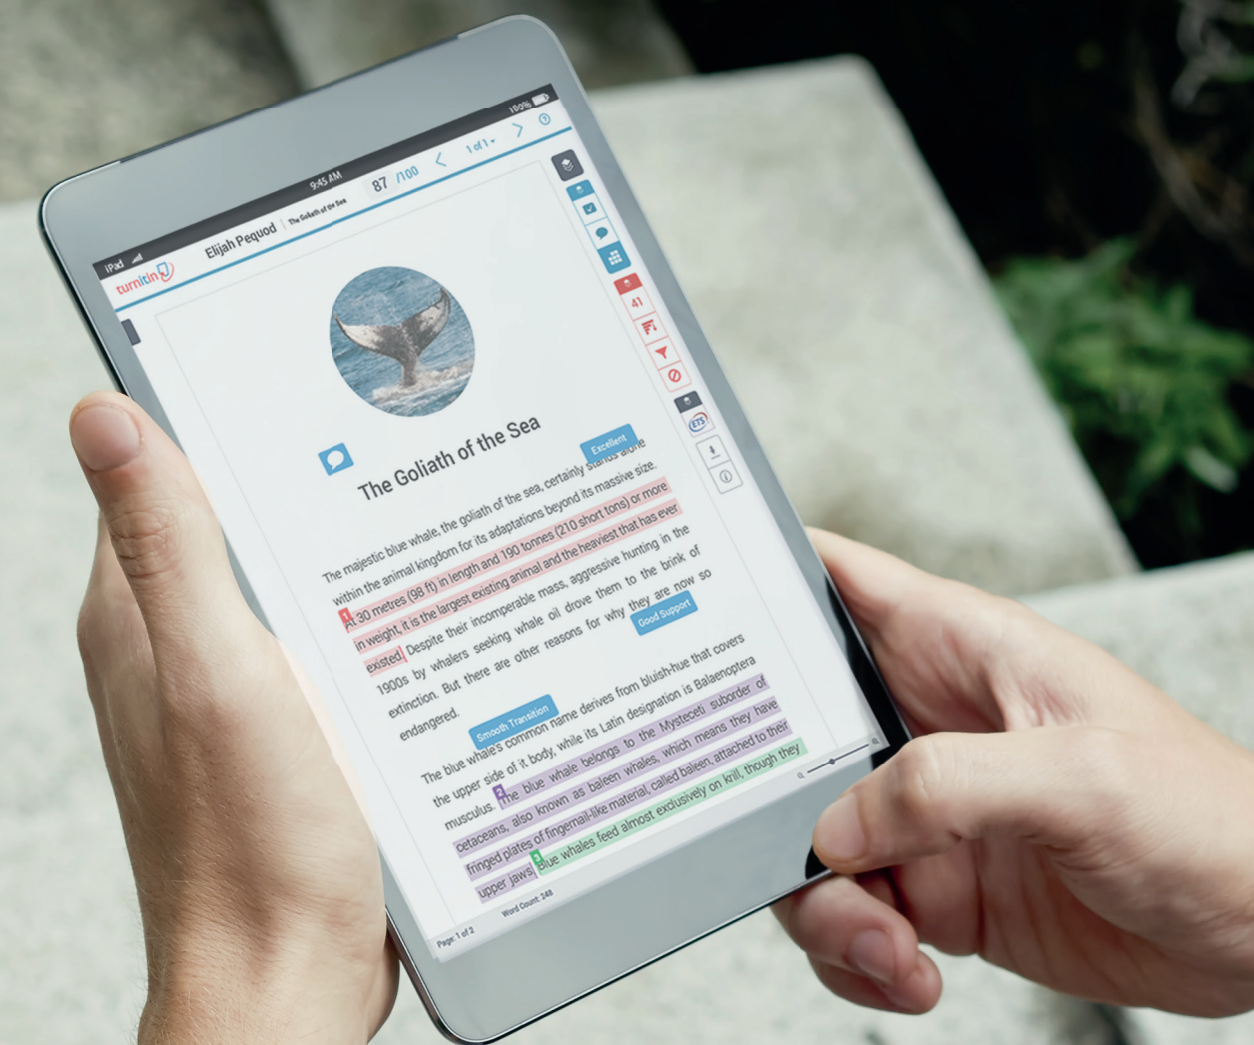 iPad 9:45 AM 100%
turnitin Elijah Pequod The Goliath of the Sea 87 /100 1 of 1
41
ETS
The Goliath of the Sea
Excellent
The majestic blue whale, the goliath of the sea, certainly stands alone
within the animal kingdom for its adaptations beyond its massive size.
1 At 30 metres (98 ft) in length and 190 tonnes (210 short tons) or more
in weight, it is the largest existing animal and the heaviest that has ever
existed. Despite their incomperable mass, aggressive hunting in the
1900s by whalers seeking whale oil drove them to the brink of
extinction. But there are other reasons for why they are now so
endangered.
Good Support
Smooth Transition
The blue whale's common name derives from bluish-hue that covers
the upper side of it body, while its Latin designation is Balaenoptera
musculus. 2 The blue whale belongs to the Mysteceti suborder of
cetaceans, also known as baleen whales, which means they have
fringed plates of fingernail-like material, called baleen, attached to their
upper jaws. 3 Blue whales feed almost exclusively on krill, though they
Page: 1 of 2 Word Count: 248